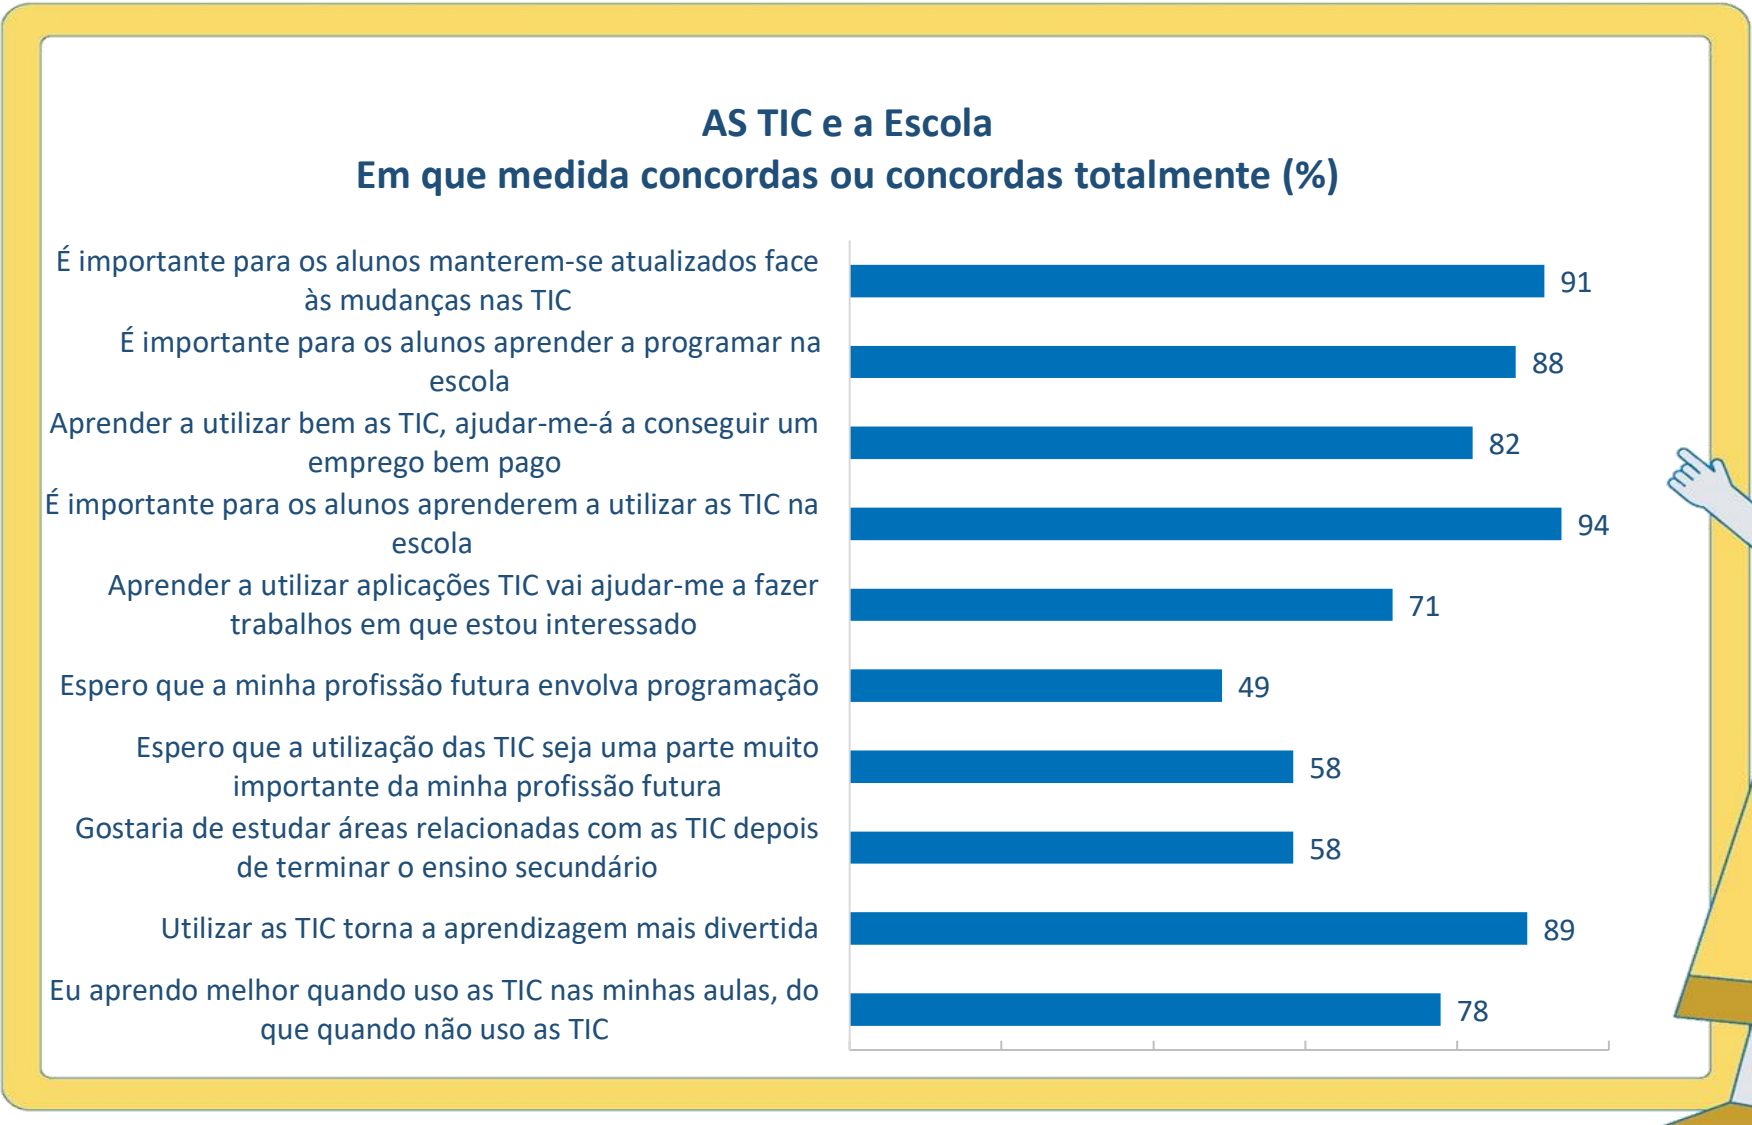 AS TIC e a Escola
Em que medida concordas ou concordas totalmente (%)
É importante para os alunos manterem-se atualizados face
às mudanças nas TIC
91
É importante para os alunos aprender a programar na
escola
88
Aprender a utilizar bem as TIC, ajudar-me-á a conseguir um
emprego bem pago
82
É importante para os alunos aprenderem a utilizar as TIC na
escola
94
Aprender a utilizar aplicações TIC vai ajudar-me a fazer
trabalhos em que estou interessado
71
Espero que a minha profissão futura envolva programação
49
Espero que a utilização das TIC seja uma parte muito
importante da minha profissão futura
58
Gostaria de estudar áreas relacionadas com as TIC depois
de terminar o ensino secundário
58
Utilizar as TIC torna a aprendizagem mais divertida
89
Eu aprendo melhor quando uso as TIC nas minhas aulas, do
que quando não uso as TIC
78